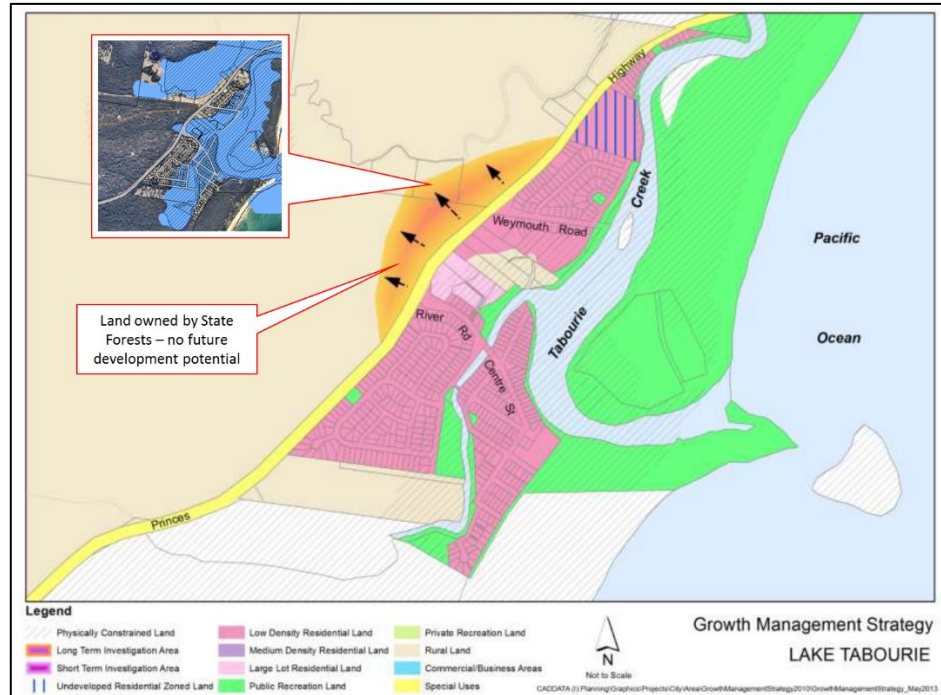 Highway
Weymouth Road
Creek
Tabourie
Pacific
Ocean
Land owned by State
Forests – no future
development potential
River
Rd
Centre St
Princes
Legend
Physically Constrained Land
Long Term Investigation Area
Short Term Investigation Area
Undeveloped Residential Zoned Land
Low Density Residential Land
Medium Density Residential Land
Large Lot Residential Land
Public Recreation Land
Private Recreation Land
Rural Land
Commercial/Business Areas
Special Uses
N
Not to Scale
Growth Management Strategy
LAKE TABOURIE